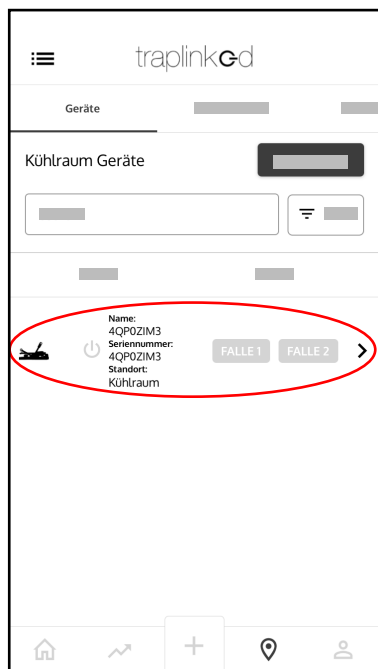 traplinked
Geräte
Kühlraum Geräte
Name:
4QP0ZIM3
Seriennummer:
4QP0ZIM3
Standort:
Kühlraum
FALLE 1
FALLE 2